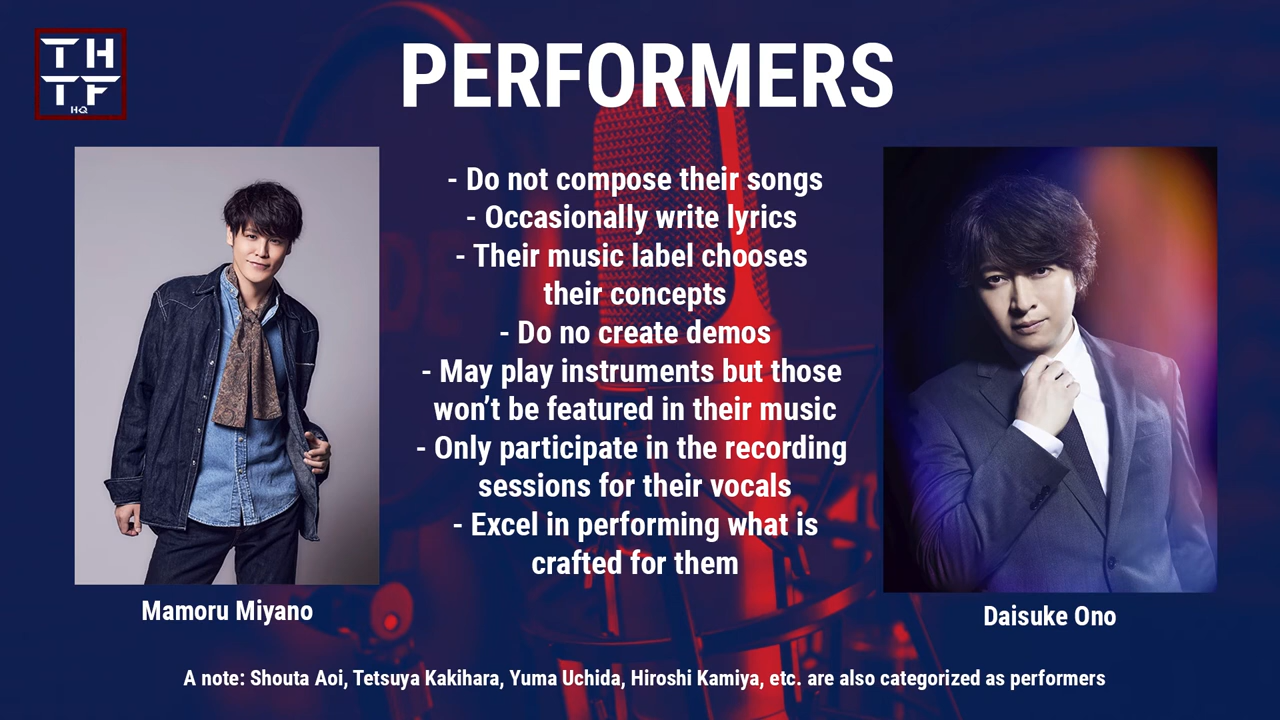 TH
TF
HQ
PERFORMERS
- Do not compose their songs
- Occasionally write lyrics
- Their music label chooses
their concepts
- Do no create demos
- May play instruments but those
won’t be featured in their music
- Only participate in the recording
sessions for their vocals
- Excel in performing what is
crafted for them
Mamoru Miyano
Daisuke Ono
A note: Shouta Aoi, Tetsuya Kakihara, Yuma Uchida, Hiroshi Kamiya, etc. are also categorized as performers